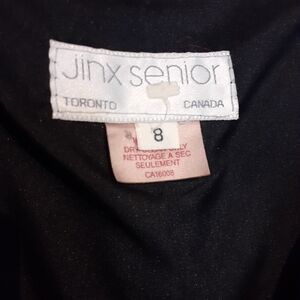 Jinx senior
TORONTO CANADA
8
DRY CLEAN ONLY
NETTOYAGE A SEC
SEULEMENT
CA16008